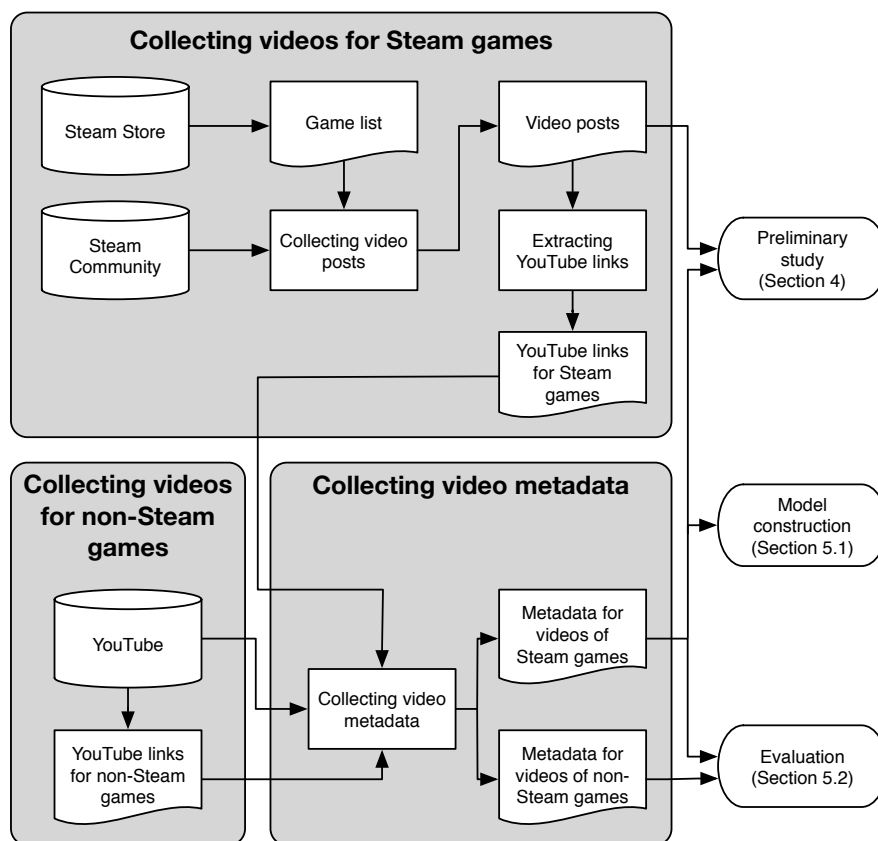 Collecting videos for Steam games
Steam Store
Game list
Video posts
Steam
Community
Collecting video
posts
Extracting
YouTube links
Preliminary
study
(Section 4)
YouTube links
for Steam
games
Collecting videos
for non-Steam
games
Collecting video metadata
Model
construction
(Section 5.1)
YouTube
Metadata for
videos of
Steam games
Collecting video
metadata
YouTube links
for non-Steam
games
Metadata for
videos of non-
Steam games
Evaluation
(Section 5.2)